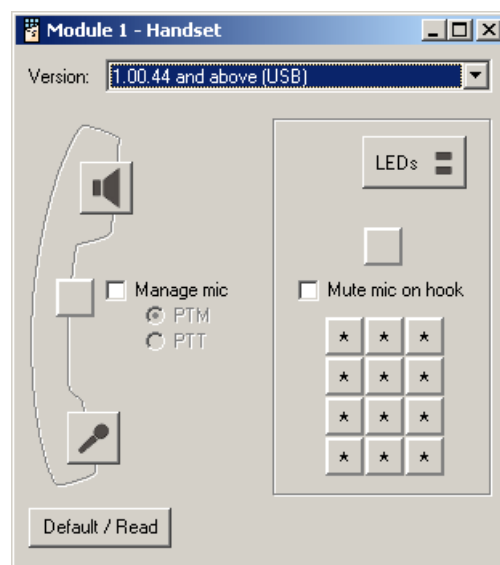 Module 1 - Handset
Version: 1.00.44 and above (USB)
LEDs
Manage mic
PTM
PTT
Mute mic on hook
* * *
* * *
* * *
* * *
Default / Read